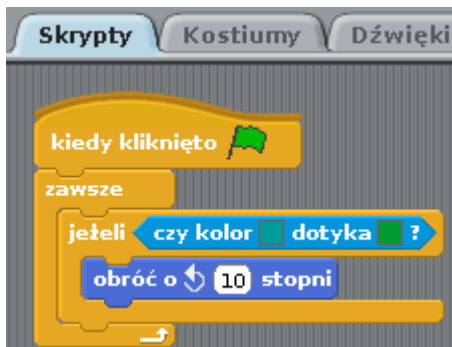 Skrypty Kostiumy Dźwięki
kiedy kliknięto
zawsze
jeżeli czy kolor dotyka ?
obróć o 10 stopni